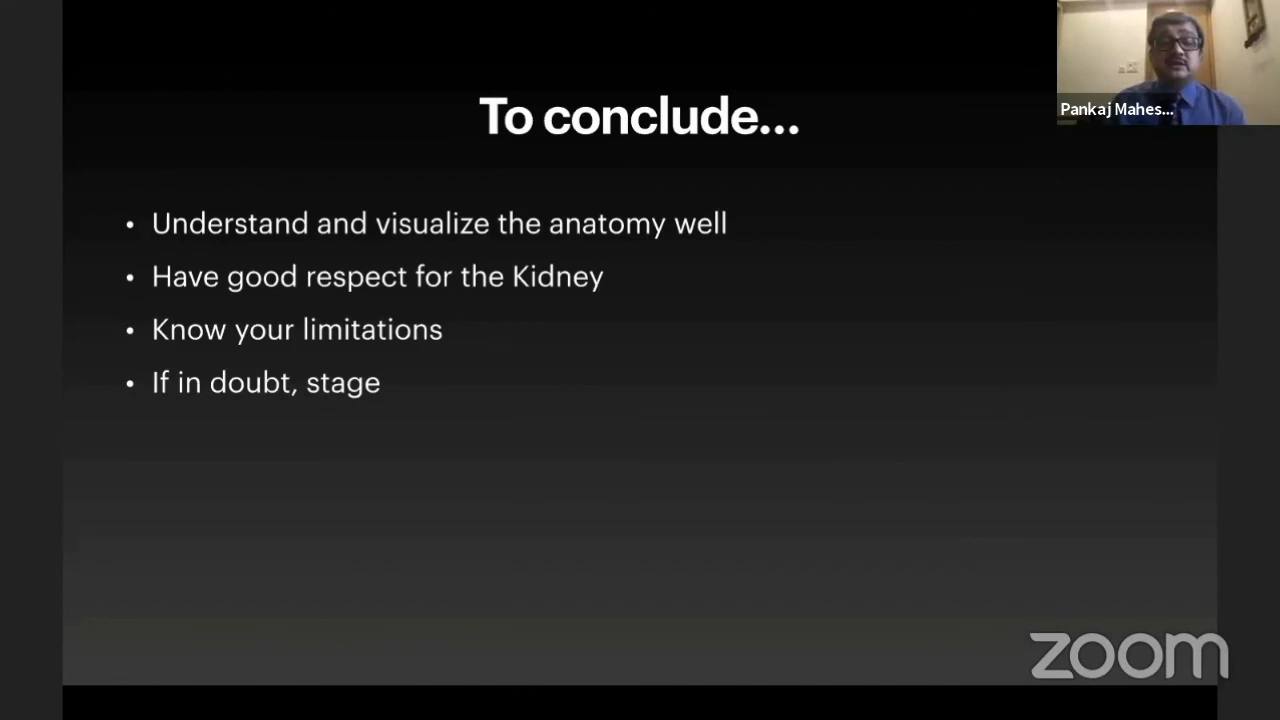 Pankaj Mahes...
To conclude...
• Understand and visualize the anatomy well
• Have good respect for the Kidney
• Know your limitations
• If in doubt, stage
zoom